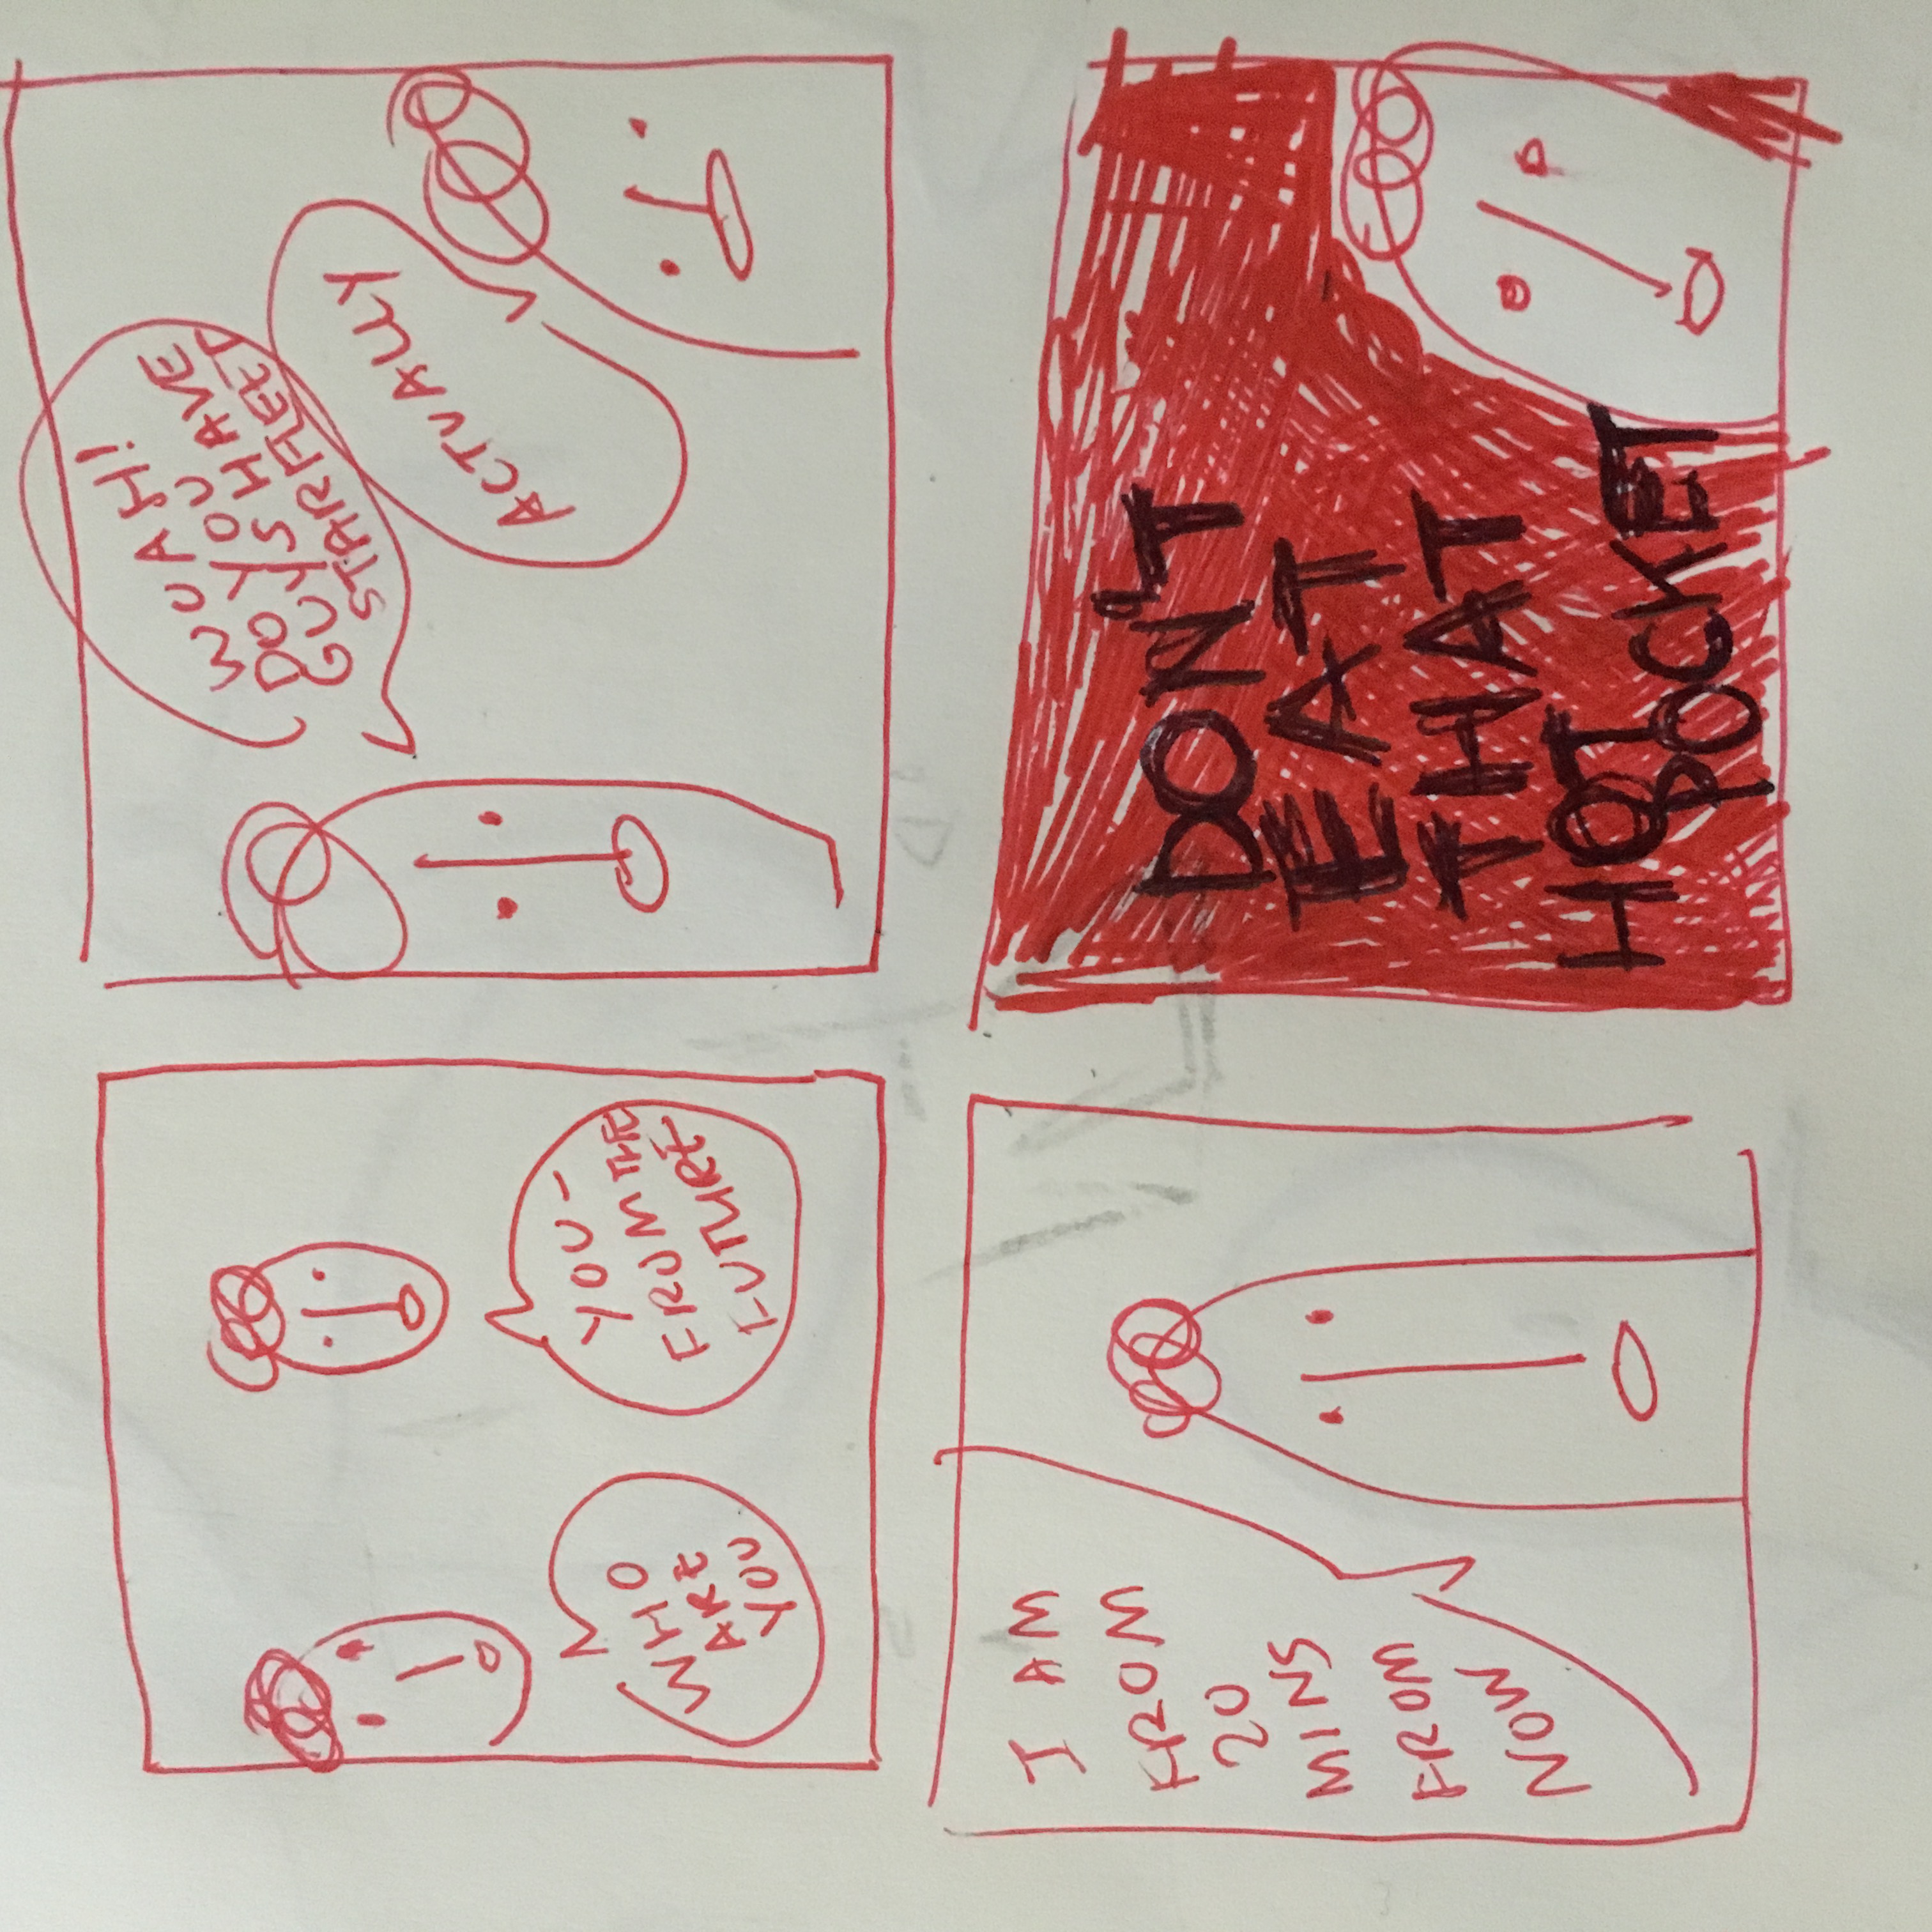 WHO
ARE
YOU
YOU-
FROM THE
FUTURE
WUAH!
DO YOU
GUYS HAVE
STARFLEET
ACTUALLY
I AM
FROM
20
MINS
FROM
NOW
DON'T
EAT
THAT
HOT
POCKET